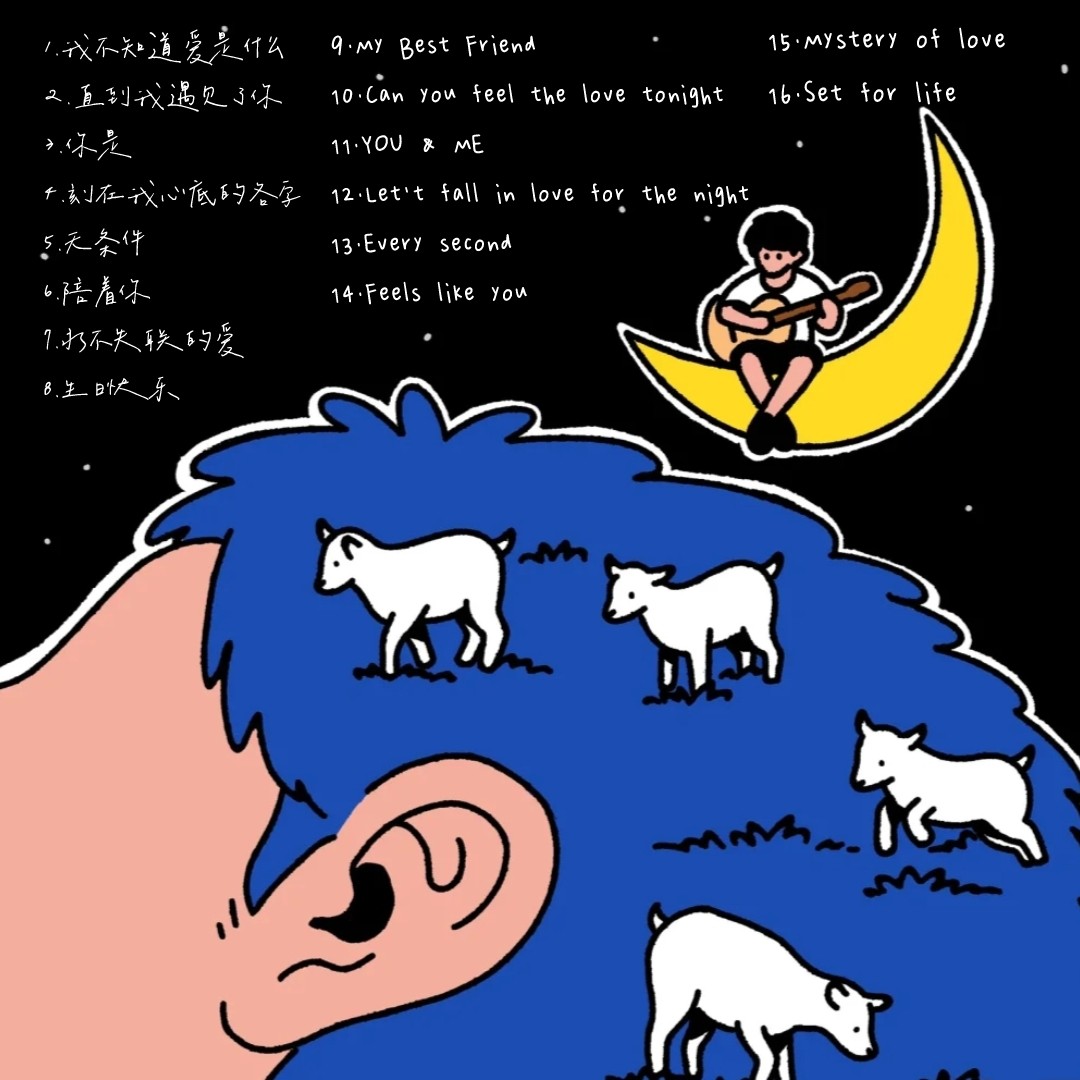 1.我不知道爱是什么
2.直到我遇见了你
3.你是
4.刻在我心底的名字
5.无条件
6.陪着你
7.永不失联的爱
8.生日快乐
9.My Best Friend
10.Can you feel the love tonight
11.YOU & ME
12.Let't fall in love for the night
13.Every second
14.Feels like you
15.Mystery of love
16.Set for life